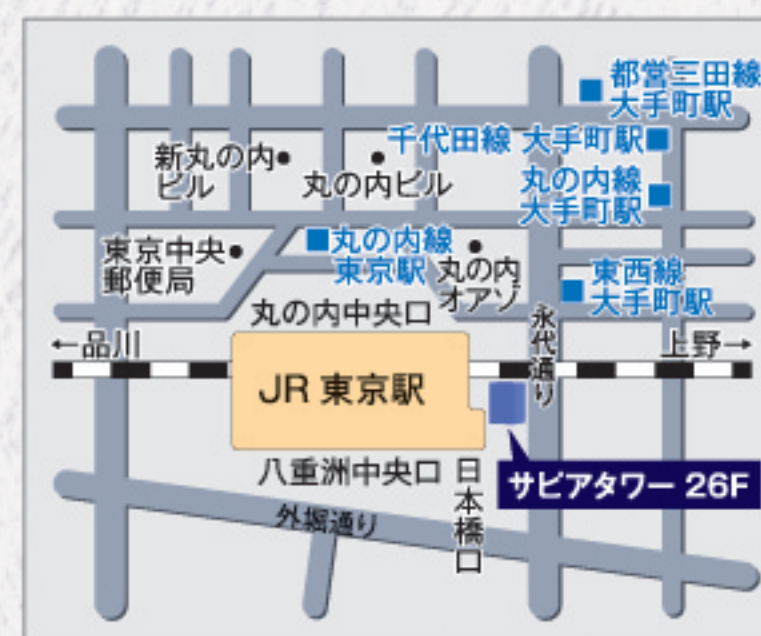 都営三田線
大手町駅
千代田線 大手町駅
新丸の内
ビル
丸の内ビル
丸の内線
大手町駅
東京中央
郵便局
丸の内線
東京駅
丸の内
オアゾ
東西線
大手町駅
丸の内中央口
永代通り
←品川
上野→
JR 東京駅
八重洲中央口
日本橋口
サピアタワー 26F
外堀通り